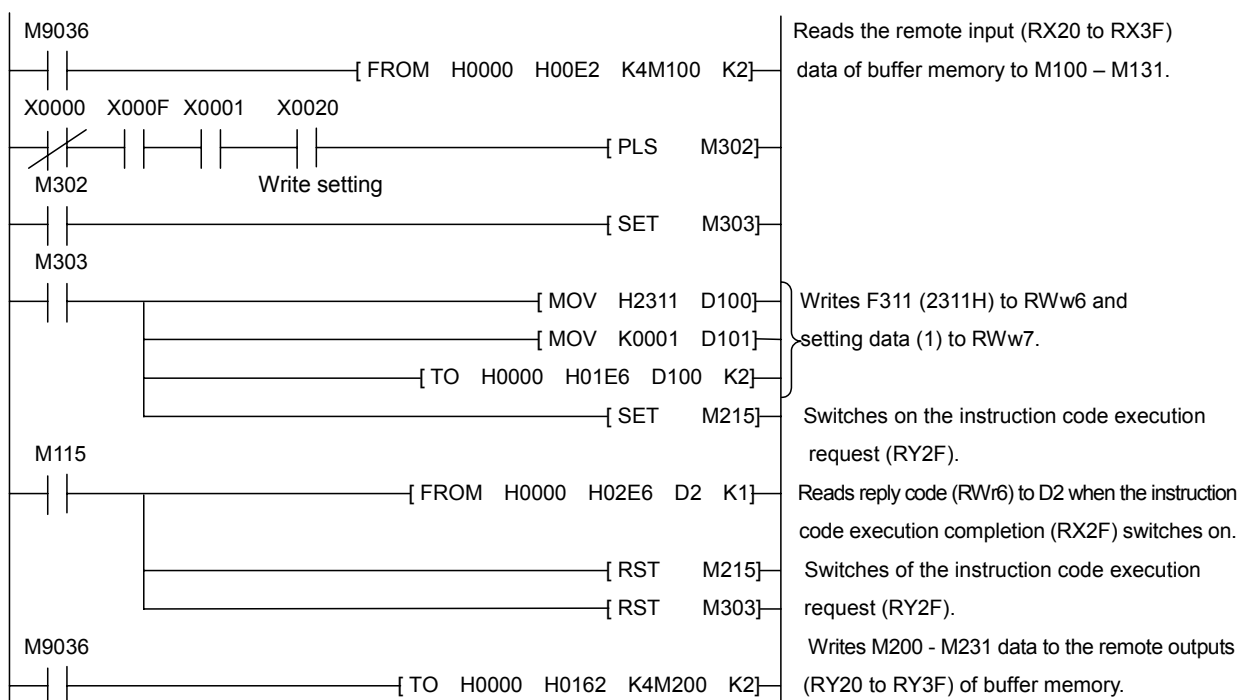 M9036
Reads the remote input (RX20 to RX3F)
[ FROM H0000 H00E2 K4M100 K2]
data of buffer memory to M100 – M131.
X0000 X000F X0001 X0020
[ PLS M302]
M302 Write setting
[ SET M303]
M303
[ MOV H2311 D100]
Writes F311 (2311H) to RWw6 and
[ MOV K0001 D101]
setting data (1) to RWw7.
[ TO H0000 H01E6 D100 K2]
[ SET M215]
Switches on the instruction code execution
request (RY2F).
M115
[ FROM H0000 H02E6 D2 K1]
Reads reply code (RWr6) to D2 when the instruction
code execution completion (RX2F) switches on.
[ RST M215]
Switches of the instruction code execution
[ RST M303]
request (RY2F).
M9036
Writes M200 - M231 data to the remote outputs
[ TO H0000 H0162 K4M200 K2]
(RY20 to RY3F) of buffer memory.